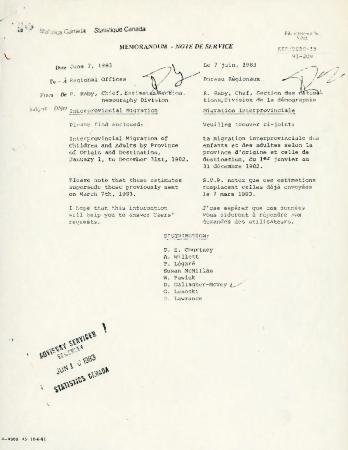 Statistics Canada Statistique Canada
MEMORANDUM - NOTE DE SERVICE
Date June 7, 1983
Le 7 juin, 1983
To - À Regional Offices
Bureau Régionaux
From - De R. Raby, Chief, Estimates Section,
Demography Division
R. Raby, Chef, Section des estimations, Division de la démographie
Subject Objet Interprovincial Migration
Migration Interprovinciale
Please find enclosed:
Veuillez trouver ci-joint:
Interprovincial Migration of
Children and Adults by Province
of Origin and Destination,
January 1, to December 31st, 1982.
La migration interprovinciale des
enfants et des adultes selon la
province d'origine et celle de
destination, du 1er janvier au
31 décembre 1982.
Please note that these estimates
supersede those previously sent
on March 7th, 1983.
S.V.P. notez que ces estimations
remplacent celles déjà envoyées
le 7 mars 1983.
I hope that this information
will help you to answer Users'
requests.
J'ose espérer que ces données
vous aideront à répondre aux
demandes des utilisateurs.
DISTRIBUTION:
A. Willett
P. Légaré
Susan McMillan
W. Pawluk
D. Gallagher-McVey
D. Lawrence
ADVISORY SERVICES
JUN 1 1983
STATISTICS CANADA